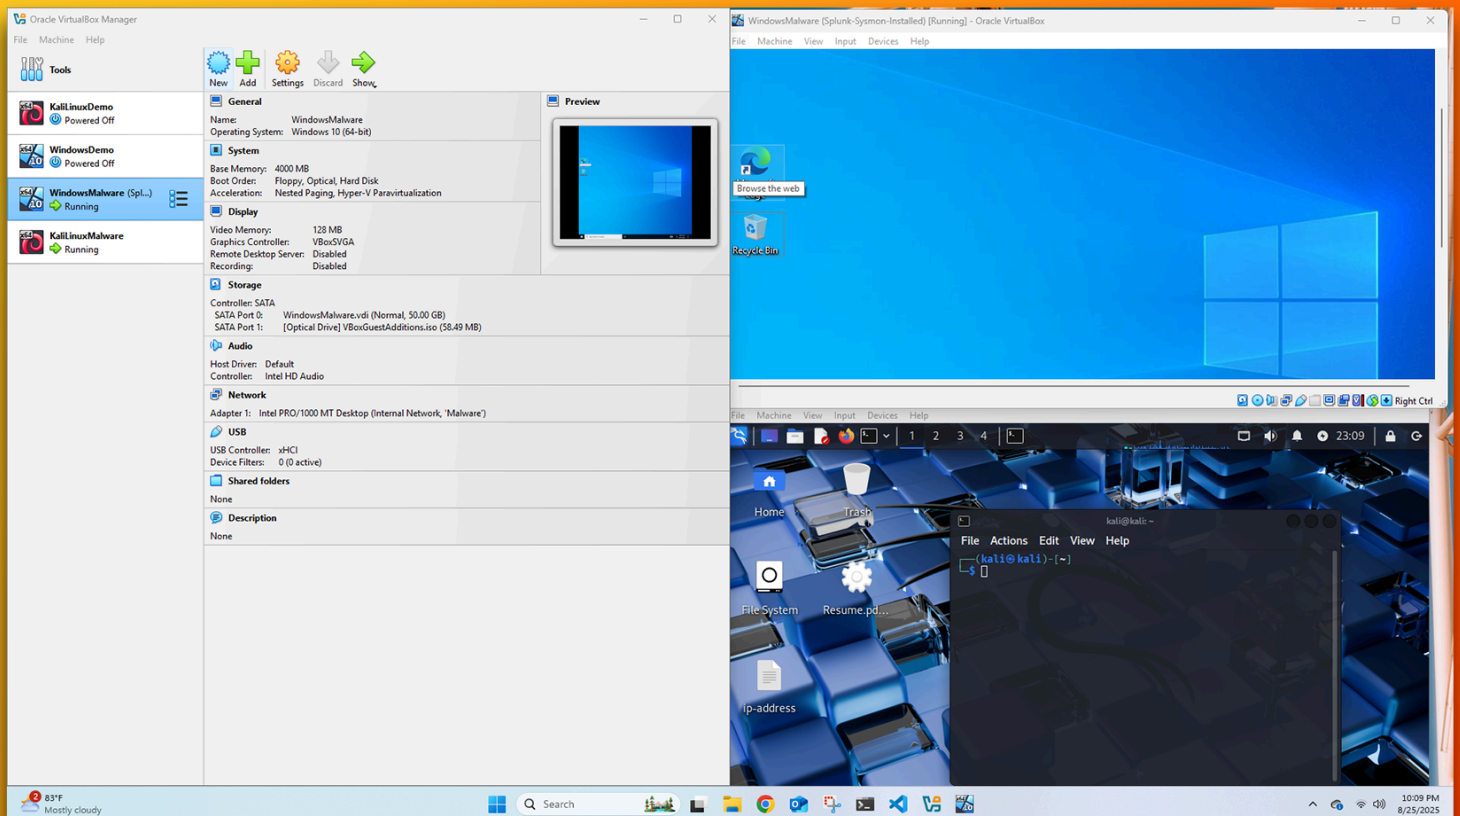 Oracle VirtualBox Manager
File Machine Help
Tools
New Add Settings Discard Show
KaliLinuxDemo
Powered Off
WindowsDemo
Powered Off
WindowsMalware (Spl...)
Running
KaliLinuxMalware
Running
General
Name: WindowsMalware
Operating System: Windows 10 (64-bit)
System
Base Memory: 4000 MB
Boot Order: Floppy, Optical, Hard Disk
Acceleration: Nested Paging, Hyper-V Paravirtualization
Display
Video Memory: 128 MB
Graphics Controller: VBoxSVGA
Remote Desktop Server: Disabled
Recording: Disabled
Storage
Controller: SATA
SATA Port 0: WindowsMalware.vdi (Normal, 50.00 GB)
SATA Port 1: [Optical Drive] VBoxGuestAdditions.iso (58.49 MB)
Audio
Host Driver: Default
Controller: Intel HD Audio
Network
Adapter 1: Intel PRO/1000 MT Desktop (Internal Network, 'Malware')
USB
USB Controller: xHCI
Device Filters: 0 (0 active)
Shared folders
None
Description
None
Preview
WindowsMalware (Splunk-Sysmon-Installed) [Running] - Oracle VirtualBox
File Machine View Input Devices Help
Browse the web
Recycle Bin
Right Ctrl
File Machine View Input Devices Help
1 2 3 4
23:09
Home
Trash
File System
Resume.pd...
ip-address
kali@kali: ~
File Actions Edit View Help
(kali㉿kali)-[~]
$
2
83°F
Mostly cloudy
Search
10:09 PM
8/25/2025